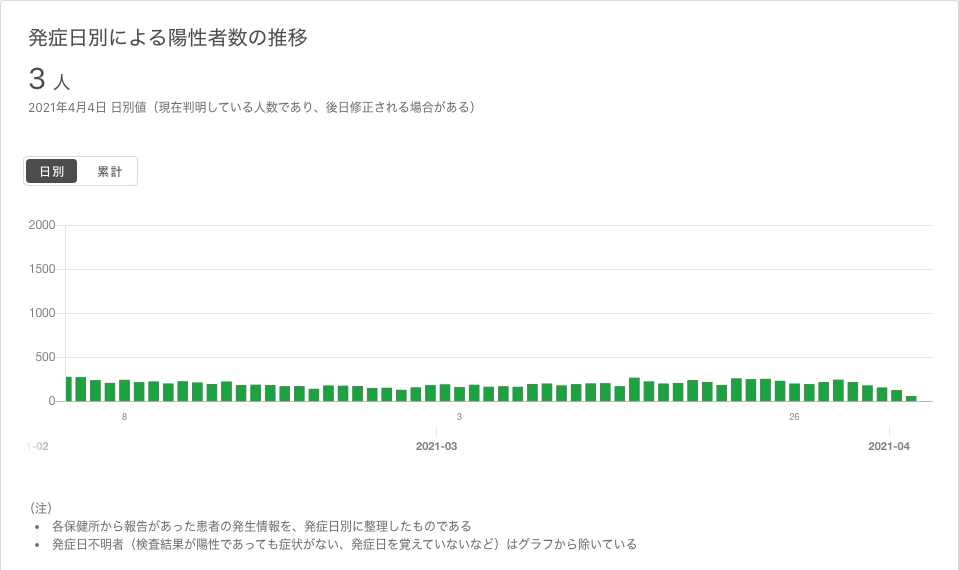 発症日別による陽性者数の推移
3 人
2021年4月4日 日別値（現在判明している人数であり、後日修正される場合がある）
日別 累計
2000
1500
1000
500
0
8 3 26
1-02 2021-03 2021-04
（注）
• 各保健所から報告があった患者の発生情報を、発症日別に整理したものである
• 発症日不明者（検査結果が陽性であっても症状がない、発症日を覚えていないなど）はグラフから除いている